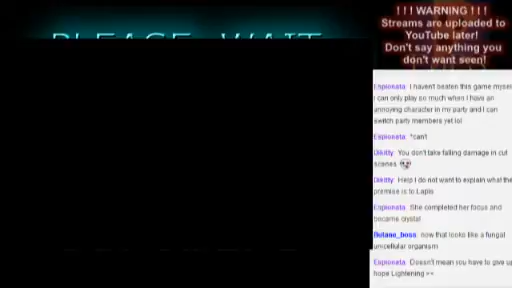 PLEASE WAIT
! ! ! WARNING ! ! !
Streams are uploaded to
YouTube later!
Don't say anything you
don't want seen!
Espionata: I haven't beaten this game mysel
I can only play so much when I have an
annoying character in my party and I can
switch party members yet lol
Espionata: *can't
Dikitty: You don't take falling damage in cut
scenes
Dikitty: Help I do not want to explain what the
premise is to Lapis
Espionata: She completed her focus and
became crystal
Butano_boss: now that looks like a fungal
unicellular organism
Espionata: Doesn't mean you have to give up
hope Lightening ><